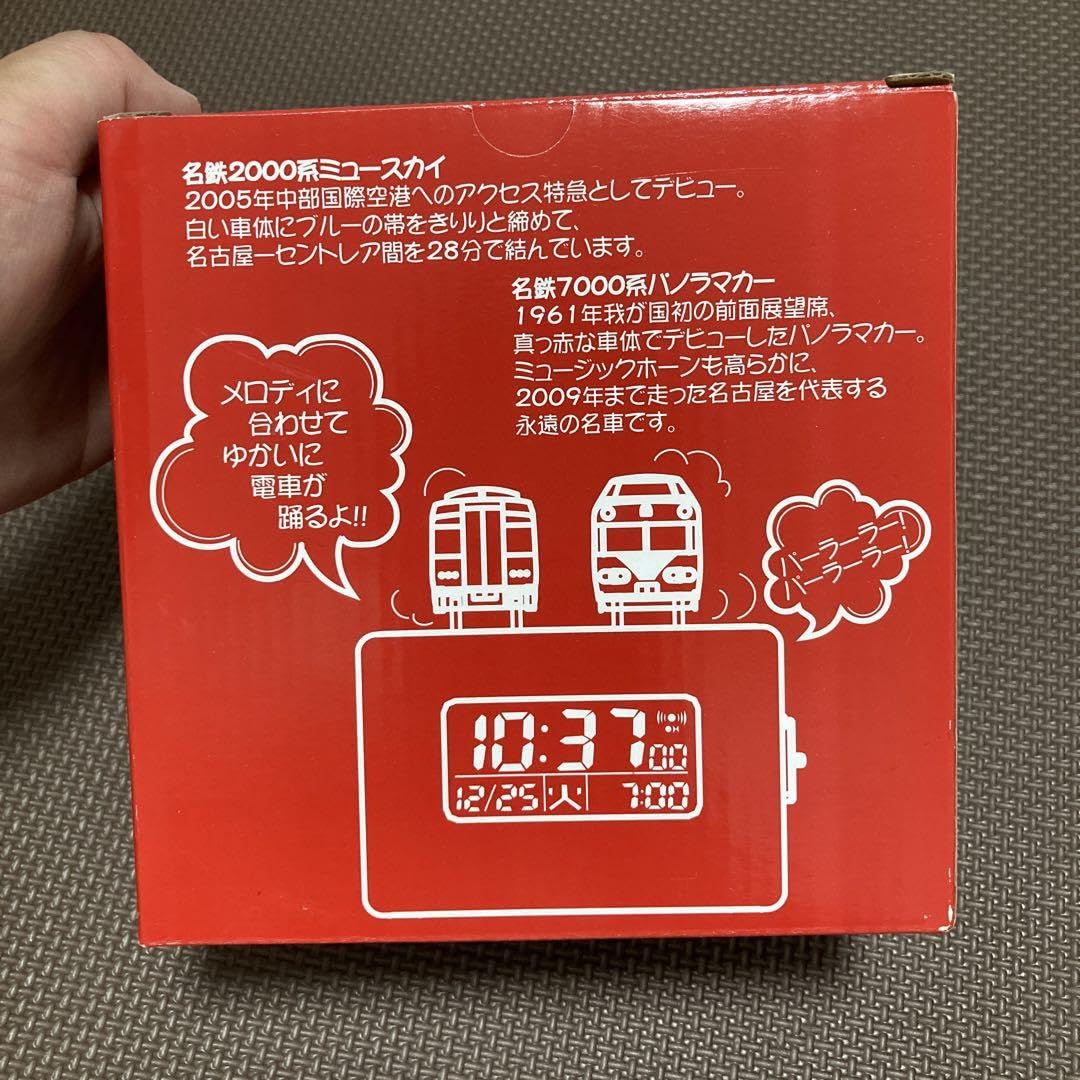 名鉄2000系ミュースカイ
2005年中部国際空港へのアクセス特急としてデビュー。
白い車体にブルーの帯をきりりと締めて、
名古屋ーセントレア間を28分で結んでいます。
名鉄7000系パノラマカー
1961年我が国初の前面展望席、
真っ赤な車体でデビューしたパノラマカー。
ミュージックホーンも高らかに、
2009年まで走った名古屋を代表する
永遠の名車です。
メロディに
合わせて
ゆかいに
電車が
踊るよ!!
パーラーラー!
パーラーラー!
10:37 00
12/25 火 7:00